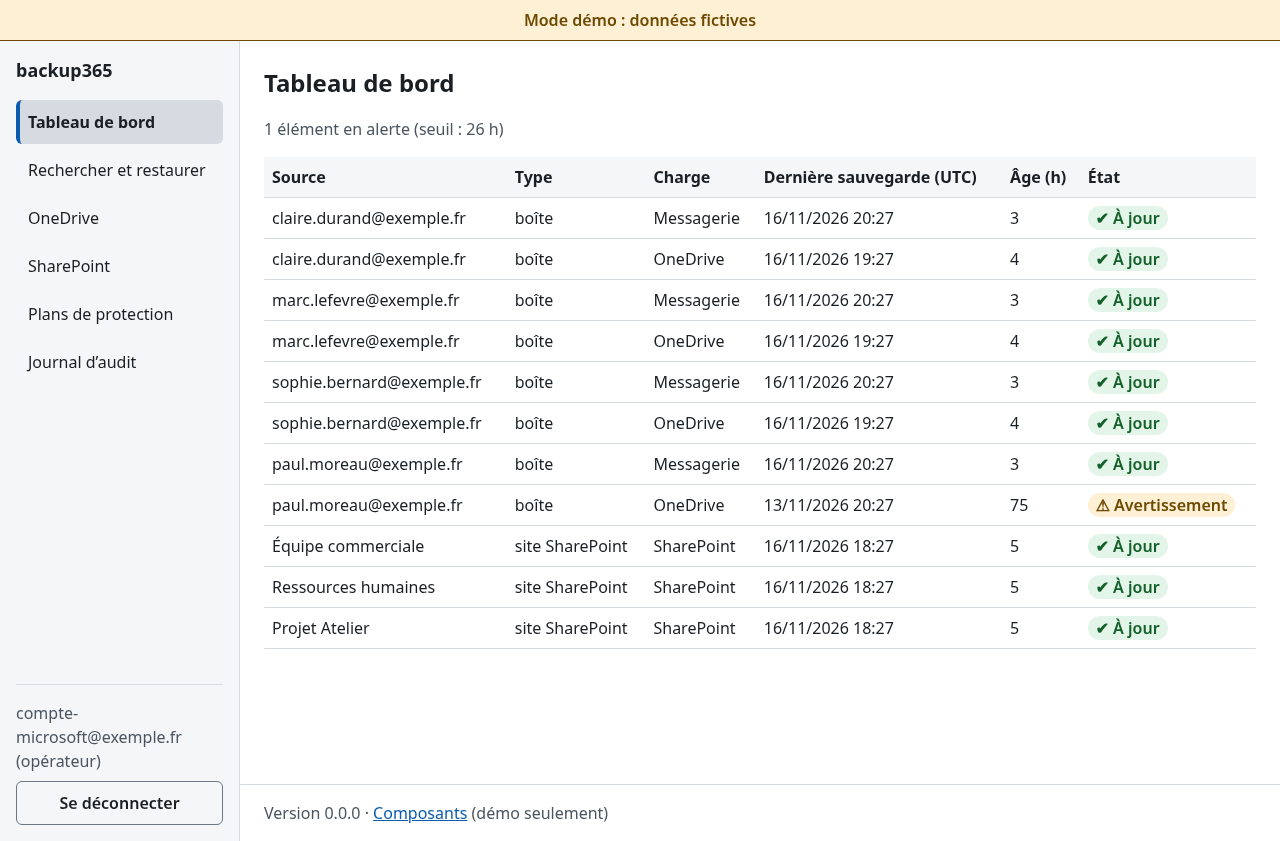 Mode démo : données fictives
backup365
Tableau de bord
Rechercher et restaurer
OneDrive
SharePoint
Plans de protection
Journal d’audit
compte-
microsoft@exemple.fr
(opérateur)
Se déconnecter
Tableau de bord
1 élément en alerte (seuil : 26 h)
Source Type Charge Dernière sauvegarde (UTC) Âge (h) État
claire.durand@exemple.fr boîte Messagerie 16/11/2026 20:27 3 ✔ À jour
claire.durand@exemple.fr boîte OneDrive 16/11/2026 19:27 4 ✔ À jour
marc.lefevre@exemple.fr boîte Messagerie 16/11/2026 20:27 3 ✔ À jour
marc.lefevre@exemple.fr boîte OneDrive 16/11/2026 19:27 4 ✔ À jour
sophie.bernard@exemple.fr boîte Messagerie 16/11/2026 20:27 3 ✔ À jour
sophie.bernard@exemple.fr boîte OneDrive 16/11/2026 19:27 4 ✔ À jour
paul.moreau@exemple.fr boîte Messagerie 16/11/2026 20:27 3 ✔ À jour
paul.moreau@exemple.fr boîte OneDrive 13/11/2026 20:27 75 ⚠ Avertissement
Équipe commerciale site SharePoint SharePoint 16/11/2026 18:27 5 ✔ À jour
Ressources humaines site SharePoint SharePoint 16/11/2026 18:27 5 ✔ À jour
Projet Atelier site SharePoint SharePoint 16/11/2026 18:27 5 ✔ À jour
Version 0.0.0 · Composants (démo seulement)